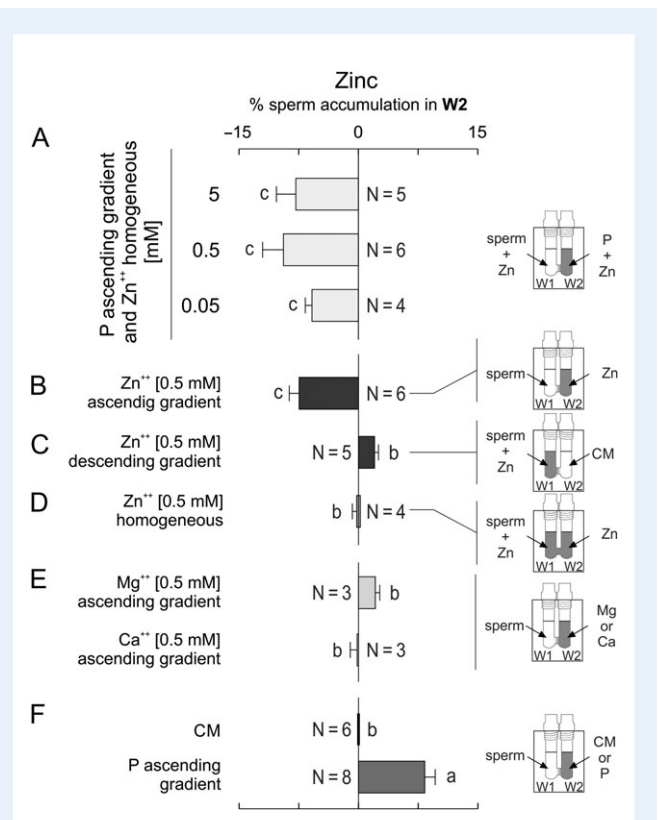 Zinc
% sperm accumulation in W2
−15 0 15
A
P ascending gradient
and Zn⁺⁺ homogeneous
[mM]
5 c N = 5
0.5 c N = 6
0.05 c N = 4
sperm
+
Zn
P
+
Zn
W1 W2
B
Zn⁺⁺ [0.5 mM]
ascendig gradient
c N = 6
sperm Zn
W1 W2
C
Zn⁺⁺ [0.5 mM]
descending gradient
N = 5 b
sperm
+
Zn
CM
W1 W2
D
Zn⁺⁺ [0.5 mM]
homogeneous
b N = 4
sperm
+
Zn
Zn
W1 W2
E
Mg⁺⁺ [0.5 mM]
ascending gradient
N = 3 b
Ca⁺⁺ [0.5 mM]
ascending gradient
b N = 3
sperm
Mg
or
Ca
W1 W2
F
CM
N = 6 b
P ascending
gradient
N = 8 a
sperm
CM
or
P
W1 W2